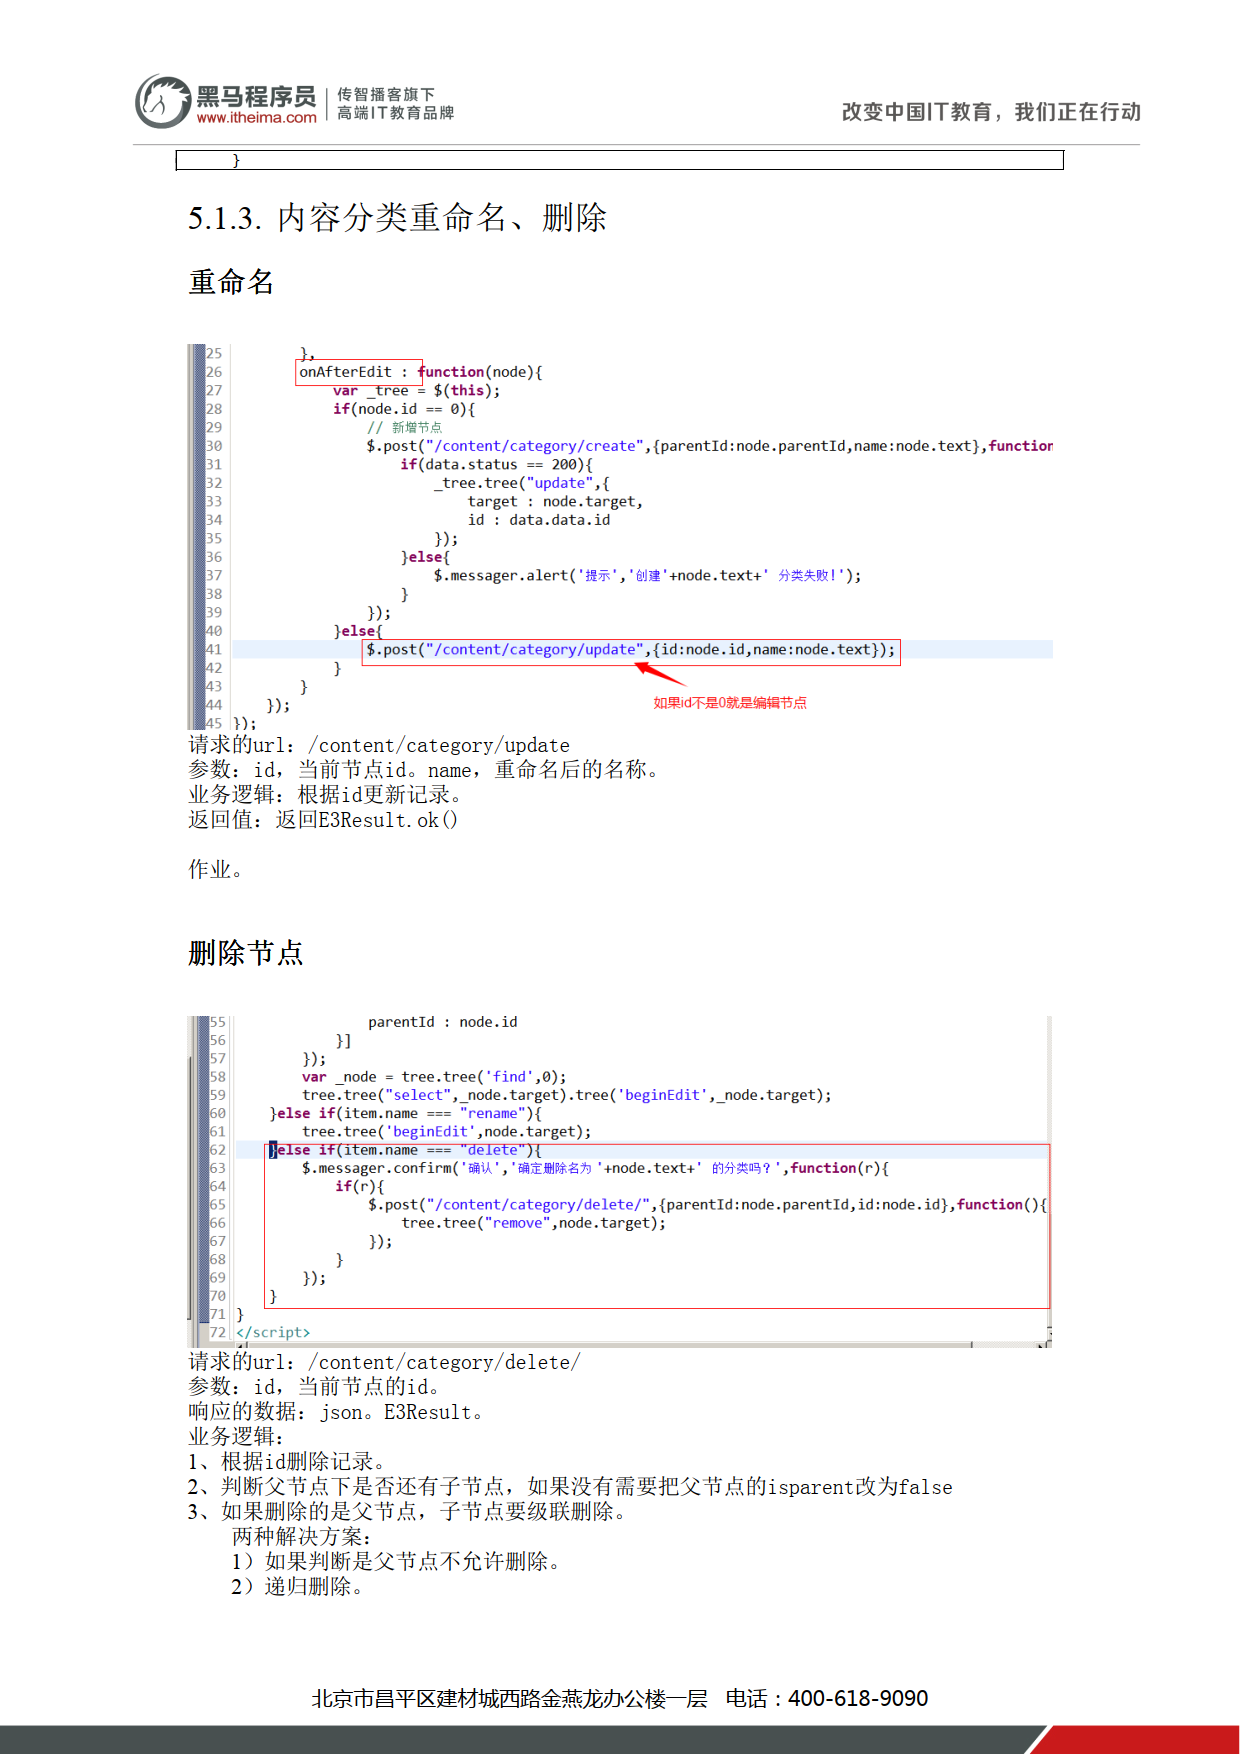 黑马程序员 传智播客旗下
www.itheima.com 高端IT教育品牌
改变中国IT教育，我们正在行动
}
5.1.3. 内容分类重命名、删除
重命名
25 },
26 onAfterEdit : function(node){
27 var _tree = $(this);
28 if(node.id == 0){
29 // 新增节点
30 $.post("/content/category/create",{parentId:node.parentId,name:node.text},function
31 if(data.status == 200){
32 _tree.tree("update",{
33 target : node.target,
34 id : data.data.id
35 });
36 }else{
37 $.messager.alert('提示','创建'+node.text+' 分类失败!');
38 }
39 });
40 }else{
41 $.post("/content/category/update",{id:node.id,name:node.text});
42 }
43 }
如果id不是0就是编辑节点
44 });
45 });
请求的url：/content/category/update
参数：id，当前节点id。name，重命名后的名称。
业务逻辑：根据id更新记录。
返回值：返回E3Result.ok()
作业。
删除节点
55 parentId : node.id
56 }]
57 });
58 var _node = tree.tree('find',0);
59 tree.tree("select",_node.target).tree('beginEdit',_node.target);
60 }else if(item.name === "rename"){
61 tree.tree('beginEdit',node.target);
62 }else if(item.name === "delete"){
63 $.messager.confirm('确认','确定删除名为 '+node.text+' 的分类吗？',function(r){
64 if(r){
65 $.post("/content/category/delete/",{parentId:node.parentId,id:node.id},function(){
66 tree.tree("remove",node.target);
67 });
68 }
69 });
70 }
71 }
72 </script>
请求的url：/content/category/delete/
参数：id，当前节点的id。
响应的数据：json。E3Result。
业务逻辑：
1、根据id删除记录。
2、判断父节点下是否还有子节点，如果没有需要把父节点的isparent改为false
3、如果删除的是父节点，子节点要级联删除。
两种解决方案：
1）如果判断是父节点不允许删除。
2）递归删除。
北京市昌平区建材城西路金燕龙办公楼一层 电话：400-618-9090